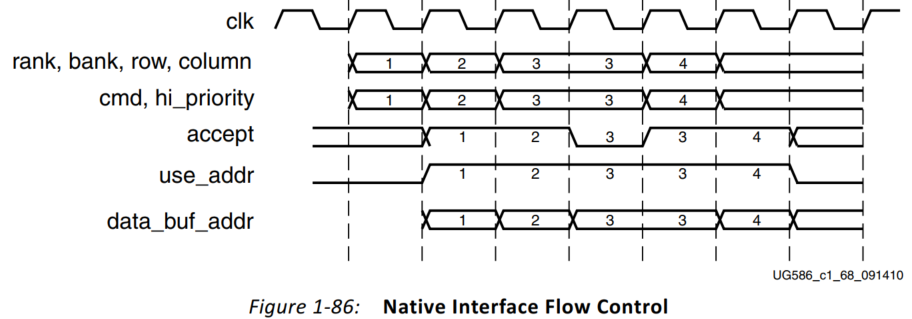 clk
rank, bank, row, column 1 2 3 3 4
cmd, hi_priority 1 2 3 3 4
accept 1 2 3 3 4
use_addr 1 2 3 3 4
data_buf_addr 1 2 3 3 4
UG586_c1_68_091410
Figure 1-86: Native Interface Flow Control